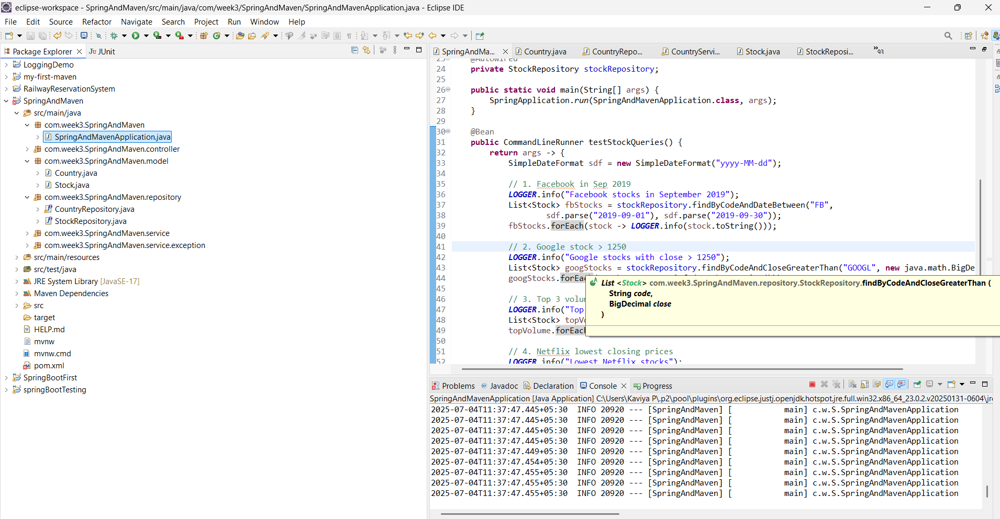 eclipse-workspace - SpringAndMaven/src/main/java/com/week3/SpringAndMaven/SpringAndMavenApplication.java - Eclipse IDE
File Edit Source Refactor Navigate Search Project Run Window Help
Package Explorer
JUnit
LoggingDemo
my-first-maven
RailwayReservationSystem
SpringAndMaven
src/main/java
com.week3.SpringAndMaven
SpringAndMavenApplication.java
com.week3.SpringAndMaven.controller
com.week3.SpringAndMaven.model
Country.java
Stock.java
com.week3.SpringAndMaven.repository
CountryRepository.java
StockRepository.java
com.week3.SpringAndMaven.service
com.week3.SpringAndMaven.service.exception
src/main/resources
src/test/java
JRE System Library [JavaSE-17]
Maven Dependencies
src
target
HELP.md
mvnw
mvnw.cmd
pom.xml
SpringBootFirst
springBootTesting
SpringAndMa... Country.java CountryRepo... CountryServi... Stock.java StockReposi... »93
23 @Autowired
24 private StockRepository stockRepository;
25
26 public static void main(String[] args) {
27 SpringApplication.run(SpringAndMavenApplication.class, args);
28 }
29
30 @Bean
31 public CommandLineRunner testStockQueries() {
32 return args -> {
33 SimpleDateFormat sdf = new SimpleDateFormat("yyyy-MM-dd");
34
35 // 1. Facebook in Sep 2019
36 LOGGER.info("Facebook stocks in September 2019");
37 List<Stock> fbStocks = stockRepository.findByCodeAndDateBetween("FB",
38 sdf.parse("2019-09-01"), sdf.parse("2019-09-30"));
39 fbStocks.forEach(stock -> LOGGER.info(stock.toString()));
40
41 // 2. Google stock > 1250
42 LOGGER.info("Google stocks with close > 1250");
43 List<Stock> googStocks = stockRepository.findByCodeAndCloseGreaterThan("GOOGL", new java.math.BigDe
44 googStocks.forEac
45
46 // 3. Top 3 volu
47 LOGGER.info("Top
48 List<Stock> topVo
49 topVolume.forEach
50
51 // 4. Netflix lowest closing prices
52 LOGGER.info("Lowest Netflix stocks");
List <Stock> com.week3.SpringAndMaven.repository.StockRepository.findByCodeAndCloseGreaterThan (
String code,
BigDecimal close
)
Problems @ Javadoc Declaration Console Progress
SpringAndMavenApplication [Java Application] C:\Users\Kaviya P\.p2\pool\plugins\org.eclipse.justj.openjdk.hotspot.jre.full.win32.x86_64_23.0.2.v20250131-0604\jre
2025-07-04T11:37:47.445+05:30 INFO 20920 --- [SpringAndMaven] [ main] c.w.S.SpringAndMavenApplication
2025-07-04T11:37:47.445+05:30 INFO 20920 --- [SpringAndMaven] [ main] c.w.S.SpringAndMavenApplication
2025-07-04T11:37:47.445+05:30 INFO 20920 --- [SpringAndMaven] [ main] c.w.S.SpringAndMavenApplication
2025-07-04T11:37:47.445+05:30 INFO 20920 --- [SpringAndMaven] [ main] c.w.S.SpringAndMavenApplication
2025-07-04T11:37:47.449+05:30 INFO 20920 --- [SpringAndMaven] [ main] c.w.S.SpringAndMavenApplication
2025-07-04T11:37:47.454+05:30 INFO 20920 --- [SpringAndMaven] [ main] c.w.S.SpringAndMavenApplication
2025-07-04T11:37:47.455+05:30 INFO 20920 --- [SpringAndMaven] [ main] c.w.S.SpringAndMavenApplication
2025-07-04T11:37:47.455+05:30 INFO 20920 --- [SpringAndMaven] [ main] c.w.S.SpringAndMavenApplication
2025-07-04T11:37:47.455+05:30 INFO 20920 --- [SpringAndMaven] [ main] c.w.S.SpringAndMavenApplication